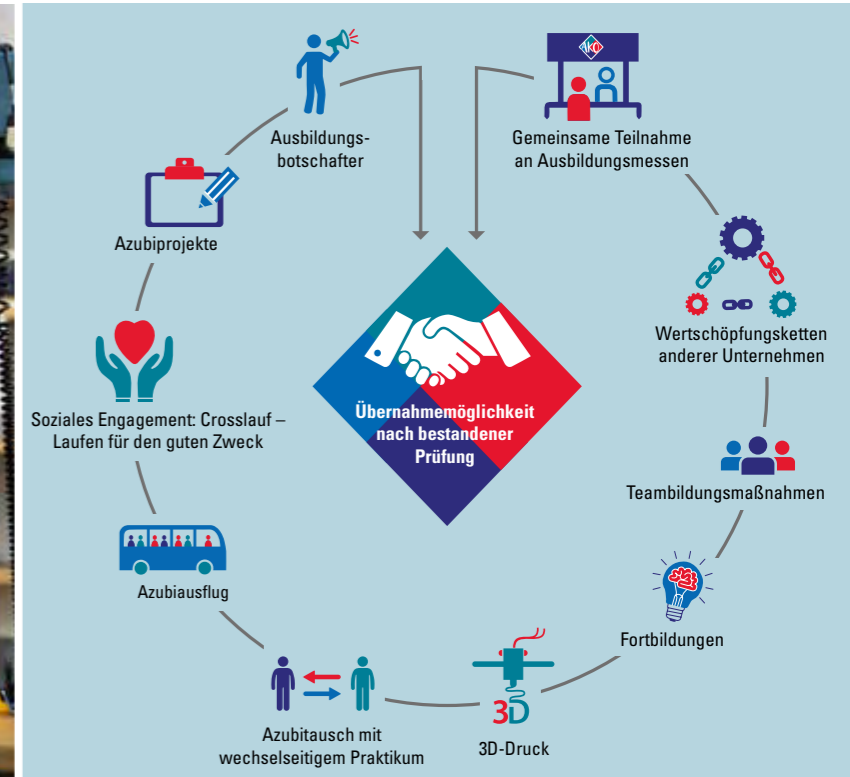 Ausbildungs-
botschafter
AKO
Gemeinsame Teilnahme
an Ausbildungsmessen
Azubiprojekte
Wertschöpfungsketten
anderer Unternehmen
Übernahmemöglichkeit
nach bestandener
Prüfung
Soziales Engagement: Crosslauf –
Laufen für den guten Zweck
Teambildungsmaßnahmen
Azubiausflug
Fortbildungen
3D
Azubitausch mit
wechselseitigem Praktikum
3D-Druck